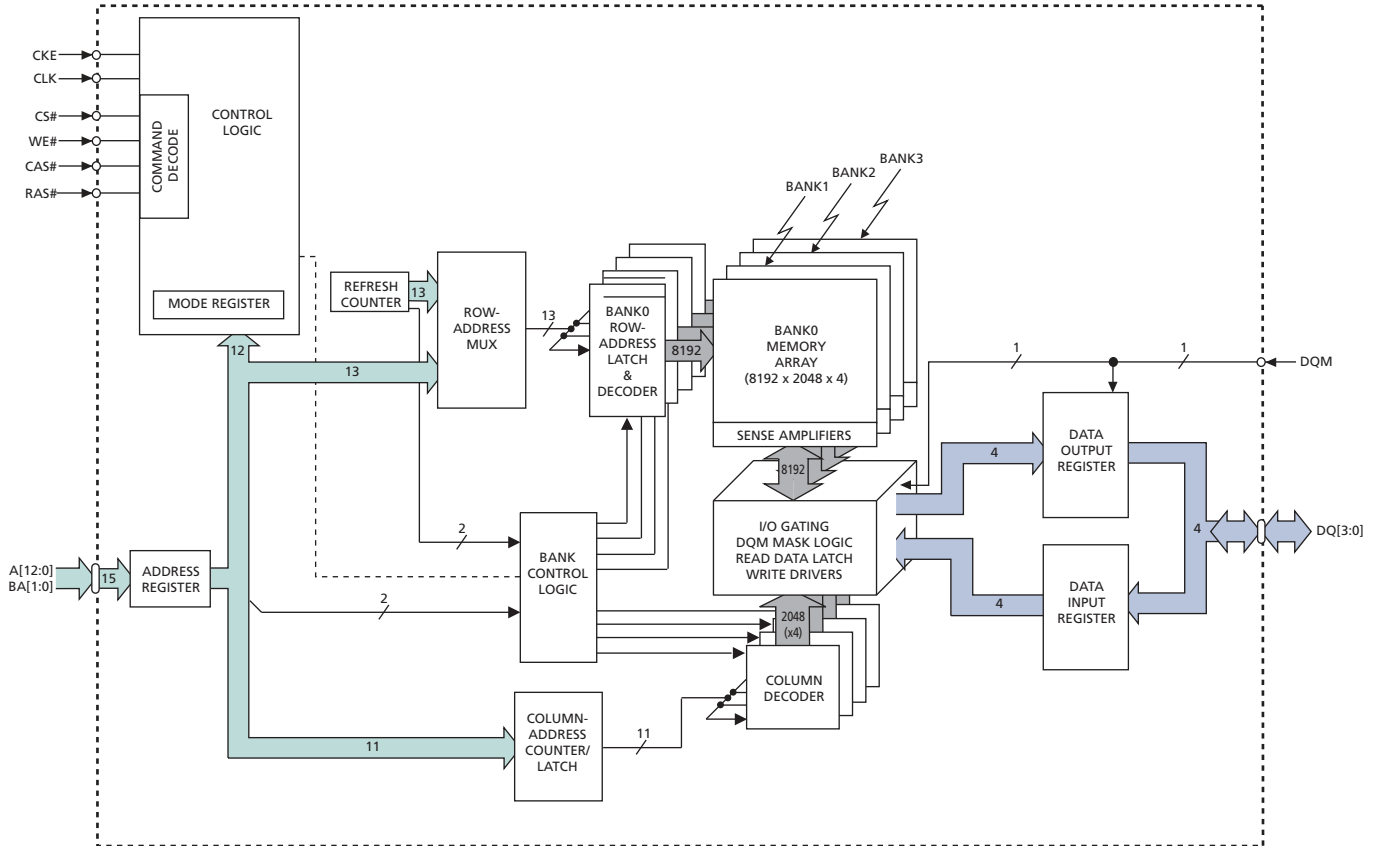 CKE
CLK
CS#
WE#
CAS#
RAS#
COMMAND
DECODE
CONTROL
LOGIC
MODE REGISTER
12
13
REFRESH
COUNTER
13
ROW-
ADDRESS
MUX
13
BANK0
ROW-
ADDRESS
LATCH
&
DECODER
8192
BANK1
BANK2
BANK3
BANK0
MEMORY
ARRAY
(8192 x 2048 x 4)
SENSE AMPLIFIERS
8192
I/O GATING
DQM MASK LOGIC
READ DATA LATCH
WRITE DRIVERS
2048
(x4)
COLUMN
DECODER
1
1
DQM
4
DATA
OUTPUT
REGISTER
4
DQ[3:0]
4
DATA
INPUT
REGISTER
A[12:0]
BA[1:0]
15
ADDRESS
REGISTER
2
2
BANK
CONTROL
LOGIC
11
COLUMN-
ADDRESS
COUNTER/
LATCH
11